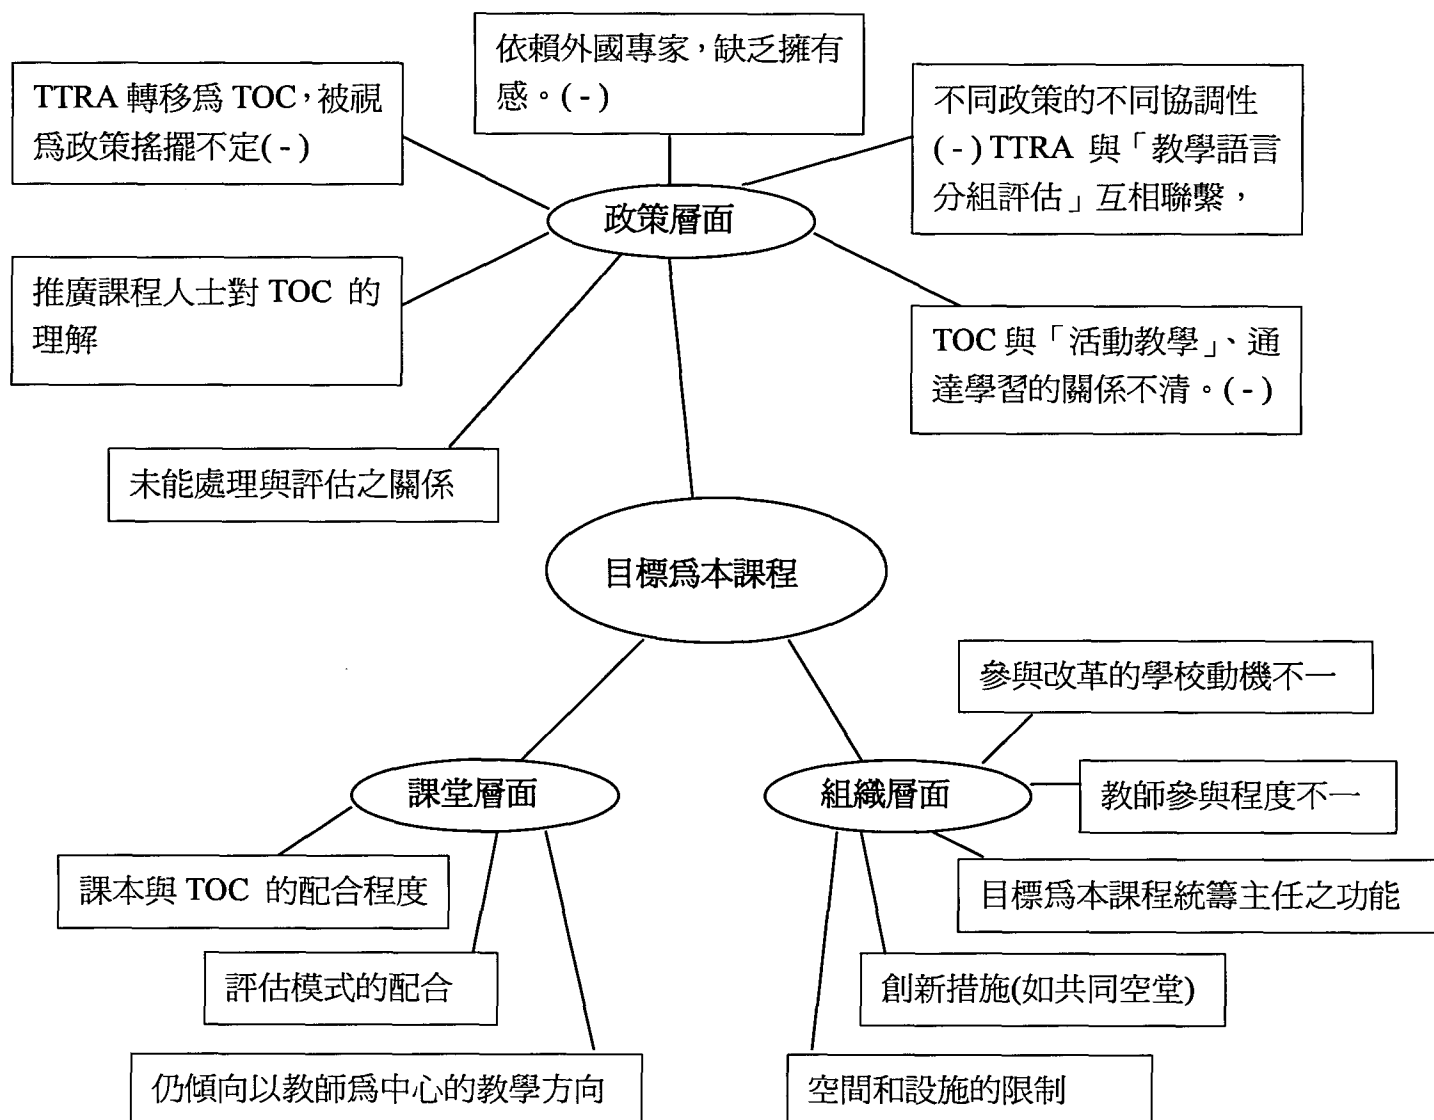 依賴外國專家，缺乏擁有
感。(-)
TTRA 轉移爲 TOC，被視
爲政策搖擺不定(-)
不同政策的不同協調性
(-)TTRA 與「教學語言
分組評估」互相聯繫，
政策層面
推廣課程人士對 TOC 的
理解
TOC 與「活動教學」、通
達學習的關係不清。(-)
未能處理與評估之關係
目標爲本課程
參與改革的學校動機不一
課堂層面
組織層面
教師參與程度不一
課本與 TOC 的配合程度
目標爲本課程統籌主任之功能
評估模式的配合
創新措施(如共同空堂)
仍傾向以教師爲中心的教學方向
空間和設施的限制